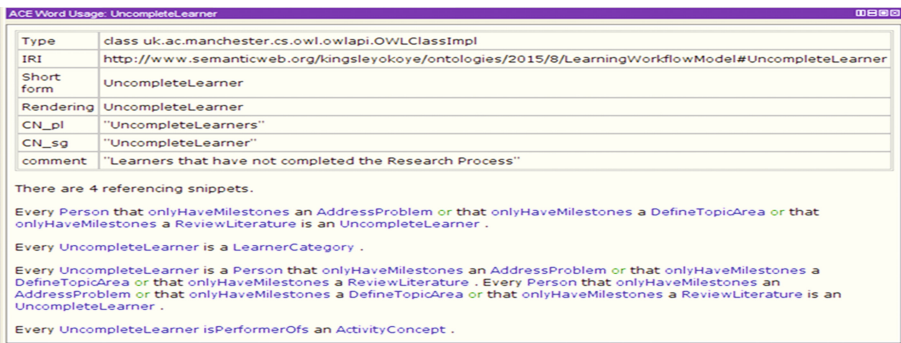 ACE Word Usage: UncompleteLearner
Type class uk.ac.manchester.cs.owl.owlapi.OWLClassImpl
IRI http://www.semanticweb.org/kingsleyokoye/ontologies/2015/8/LearningWorkflowModel#UncompleteLearner
Short form UncompleteLearner
Rendering UncompleteLearner
CN_pl "UncompleteLearners"
CN_sg "UncompleteLearner"
comment "Learners that have not completed the Research Process"
There are 4 referencing snippets.
Every Person that onlyHaveMilestones an AddressProblem or that onlyHaveMilestones a DefineTopicArea or that
onlyHaveMilestones a ReviewLiterature is an UncompleteLearner .
Every UncompleteLearner is a LearnerCategory .
Every UncompleteLearner is a Person that onlyHaveMilestones an AddressProblem or that onlyHaveMilestones a
DefineTopicArea or that onlyHaveMilestones a ReviewLiterature . Every Person that onlyHaveMilestones an
AddressProblem or that onlyHaveMilestones a DefineTopicArea or that onlyHaveMilestones a ReviewLiterature is an
UncompleteLearner .
Every UncompleteLearner isPerformerOfs an ActivityConcept .